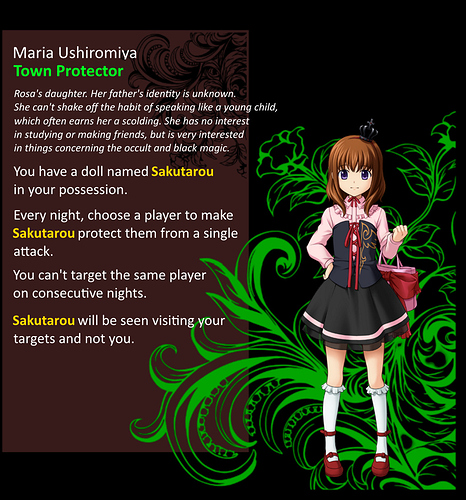 Maria Ushiromiya
Town Protector
Rosa's daughter. Her father's identity is unknown.
She can't shake off the habit of speaking like a young child,
which often earns her a scolding. She has no interest
in studying or making friends, but is very interested
in things concerning the occult and black magic.
You have a doll named Sakutarou
in your possession.
Every night, choose a player to make
Sakutarou protect them from a single
attack.
You can't target the same player
on consecutive nights.
Sakutarou will be seen visiting your
targets and not you.